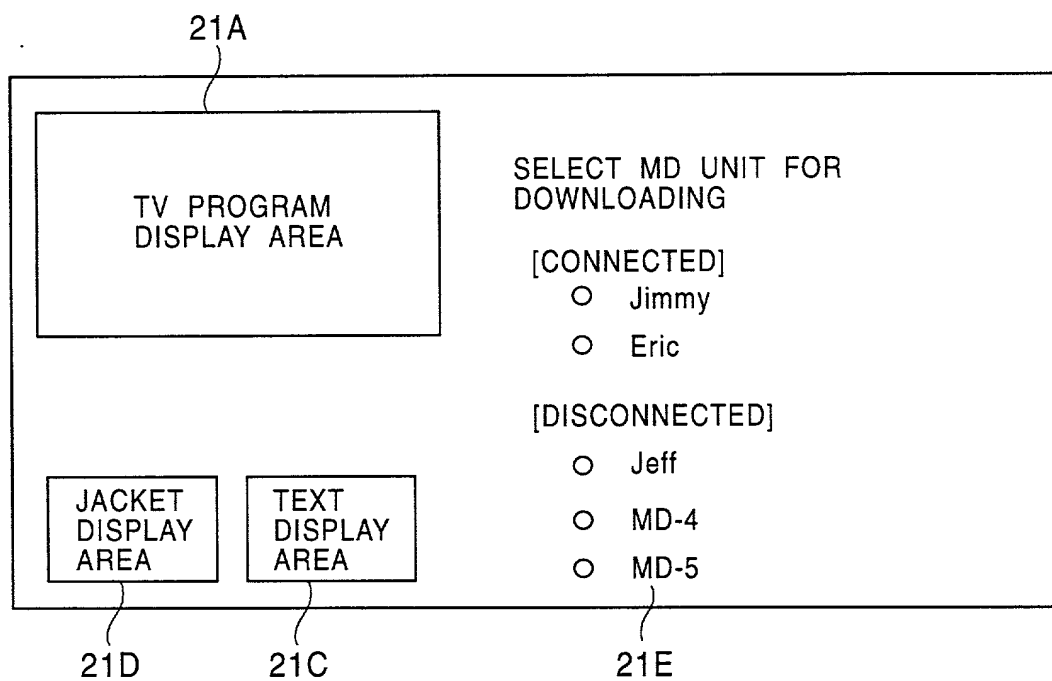 21A
TV PROGRAM
DISPLAY AREA
SELECT MD UNIT FOR
DOWNLOADING
[CONNECTED]
Jimmy
Eric
[DISCONNECTED]
Jeff
MD-4
MD-5
JACKET
DISPLAY
AREA
TEXT
DISPLAY
AREA
21D
21C
21E